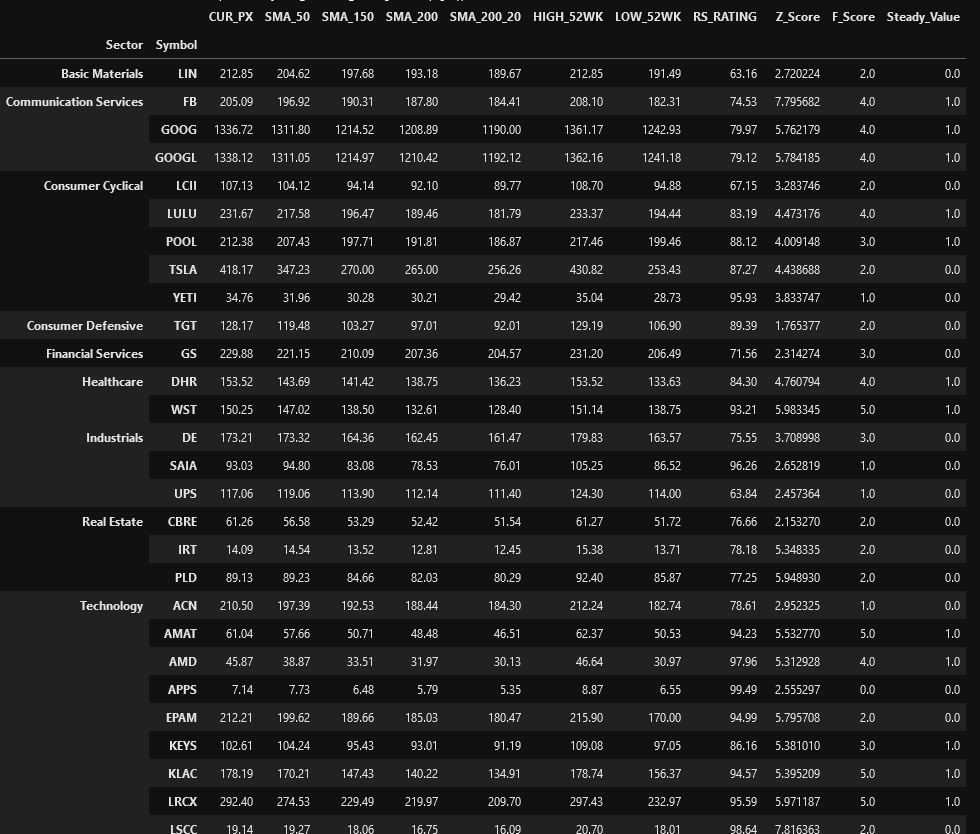 CUR_PX SMA_50 SMA_150 SMA_200 SMA_200_20 HIGH_52WK LOW_52WK RS_RATING Z_Score F_Score Steady_Value
Sector Symbol
Basic Materials LIN 212.85 204.62 197.68 193.18 189.67 212.85 191.49 63.16 2.720224 2.0 0.0
Communication Services FB 205.09 196.92 190.31 187.80 184.41 208.10 182.31 74.53 7.795682 4.0 1.0
GOOG 1336.72 1311.80 1214.52 1208.89 1190.00 1361.17 1242.93 79.97 5.762179 4.0 1.0
GOOGL 1338.12 1311.05 1214.97 1210.42 1192.12 1362.16 1241.18 79.12 5.784185 4.0 1.0
Consumer Cyclical LCII 107.13 104.12 94.14 92.10 89.77 108.70 94.88 67.15 3.283746 2.0 0.0
LULU 231.67 217.58 196.47 189.46 181.79 233.37 194.44 83.19 4.473176 4.0 1.0
POOL 212.38 207.43 197.71 191.81 186.87 217.46 199.46 88.12 4.009148 3.0 1.0
TSLA 418.17 347.23 270.00 265.00 256.26 430.82 253.43 87.27 4.438688 2.0 0.0
YETI 34.76 31.96 30.28 30.21 29.42 35.04 28.73 95.93 3.833747 1.0 0.0
Consumer Defensive TGT 128.17 119.48 103.27 97.01 92.01 129.19 106.90 89.39 1.765377 2.0 0.0
Financial Services GS 229.88 221.15 210.09 207.36 204.57 231.20 206.49 71.56 2.314274 3.0 0.0
Healthcare DHR 153.52 143.69 141.42 138.75 136.23 153.52 133.63 84.30 4.760794 4.0 1.0
WST 150.25 147.02 138.50 132.61 128.40 151.14 138.75 93.21 5.983345 5.0 1.0
Industrials DE 173.21 173.32 164.36 162.45 161.47 179.83 163.57 75.55 3.708998 3.0 0.0
SAIA 93.03 94.80 83.08 78.53 76.01 105.25 86.52 96.26 2.652819 1.0 0.0
UPS 117.06 119.06 113.90 112.14 111.40 124.30 114.00 63.84 2.457364 1.0 0.0
Real Estate CBRE 61.26 56.58 53.29 52.42 51.54 61.27 51.72 76.66 2.153270 2.0 0.0
IRT 14.09 14.54 13.52 12.81 12.45 15.38 13.71 78.18 5.348335 2.0 0.0
PLD 89.13 89.23 84.66 82.03 80.29 92.40 85.87 77.25 5.948930 2.0 0.0
Technology ACN 210.50 197.39 192.53 188.44 184.30 212.24 182.74 78.61 2.952325 1.0 0.0
AMAT 61.04 57.66 50.71 48.48 46.51 62.37 50.53 94.23 5.532770 5.0 1.0
AMD 45.87 38.87 33.51 31.97 30.13 46.64 30.97 97.96 5.312928 4.0 1.0
APPS 7.14 7.73 6.48 5.79 5.35 8.87 6.55 99.49 2.555297 0.0 0.0
EPAM 212.21 199.62 189.66 185.03 180.47 215.90 170.00 94.99 5.795708 2.0 0.0
KEYS 102.61 104.24 95.43 93.01 91.19 109.08 97.05 86.16 5.381010 3.0 1.0
KLAC 178.19 170.21 147.43 140.22 134.91 178.74 156.37 94.57 5.395209 5.0 1.0
LRCX 292.40 274.53 229.49 219.97 209.70 297.43 232.97 95.59 5.971187 5.0 1.0
LSCC 19.14 19.27 18.06 16.75 16.09 20.70 18.01 98.64 7.816363 2.0 0.0